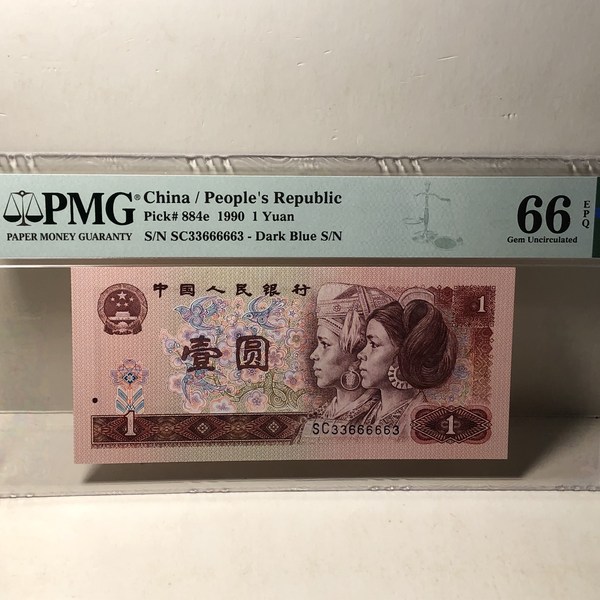 PMG®
PAPER MONEY GUARANTY
China / People's Republic
Pick# 884e 1990 1 Yuan
S/N SC33666663 - Dark Blue S/N
66
EPQ
Gem Uncirculated
中国人民银行
1
壹圆
1
SC33666663
1